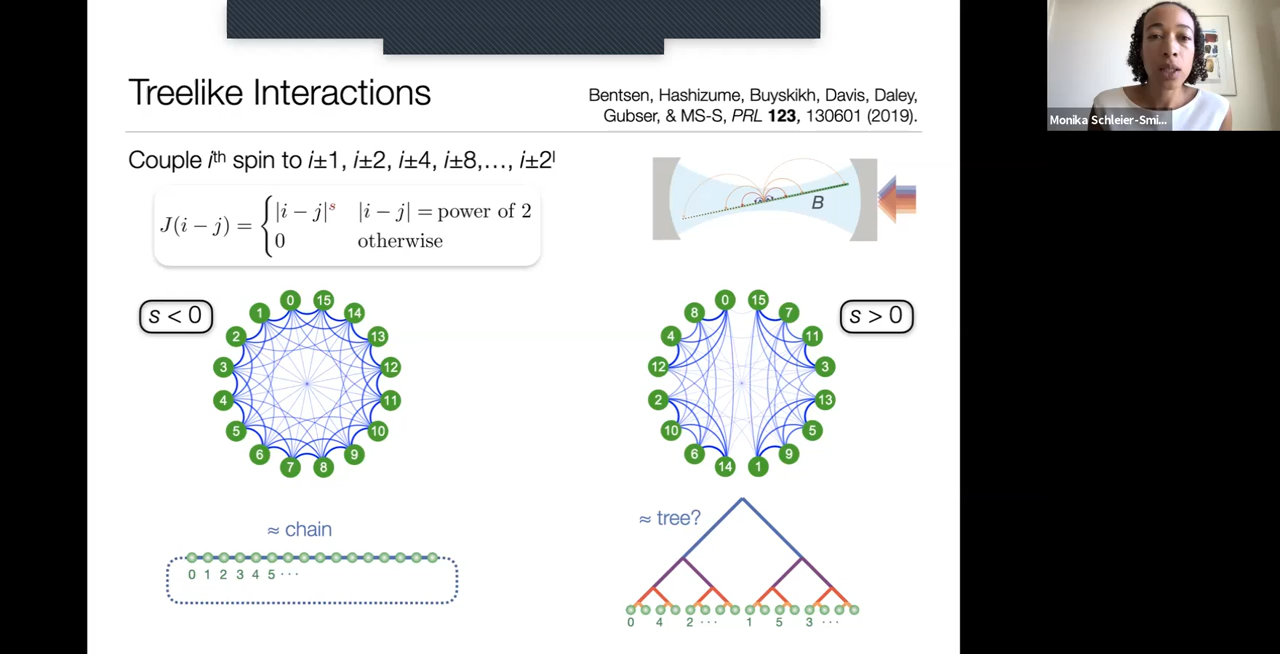 Treelike Interactions
Bentsen, Hashizume, Buyskikh, Davis, Daley,
Gubser, & MS-S, PRL 123, 130601 (2019).
Monika Schleier-Smi...
Couple iᵗʰ spin to i±1, i±2, i±4, i±8,…, i±2ˡ
J(i − j) = { |i − j|ˢ |i − j| = power of 2
0 otherwise
B
s < 0
0 15 14 13 12 11 10 9 8 7 6 5 4 3 2 1
s > 0
0 15 7 11 3 13 5 9 1 14 6 10 2 12 4 8
≈ chain
0 1 2 3 4 5 ···
≈ tree?
0 4 2 ··· 1 5 3 ···